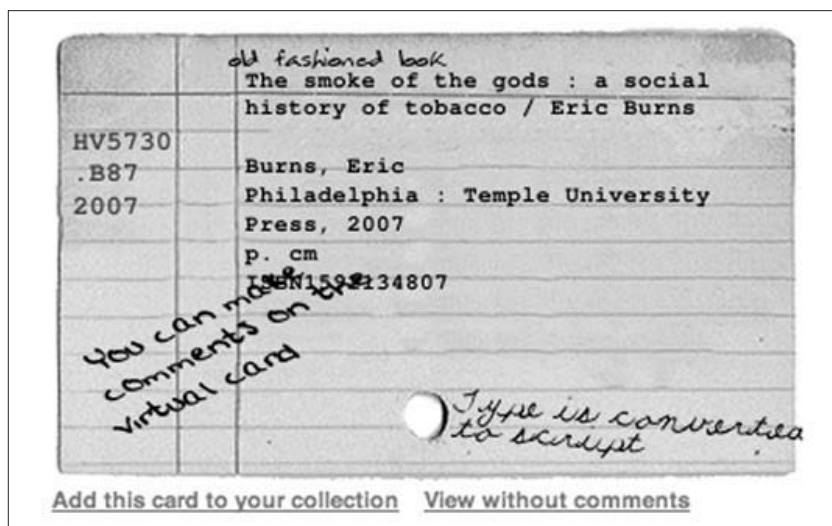 old fashioned book
The smoke of the gods : a social
history of tobacco / Eric Burns
HV5730
.B87
2007
Burns, Eric
Philadelphia : Temple University
Press, 2007
p. cm
ISBN1592134807
You can make
comments on the
virtual card
Type is converted
to script
Add this card to your collection View without comments